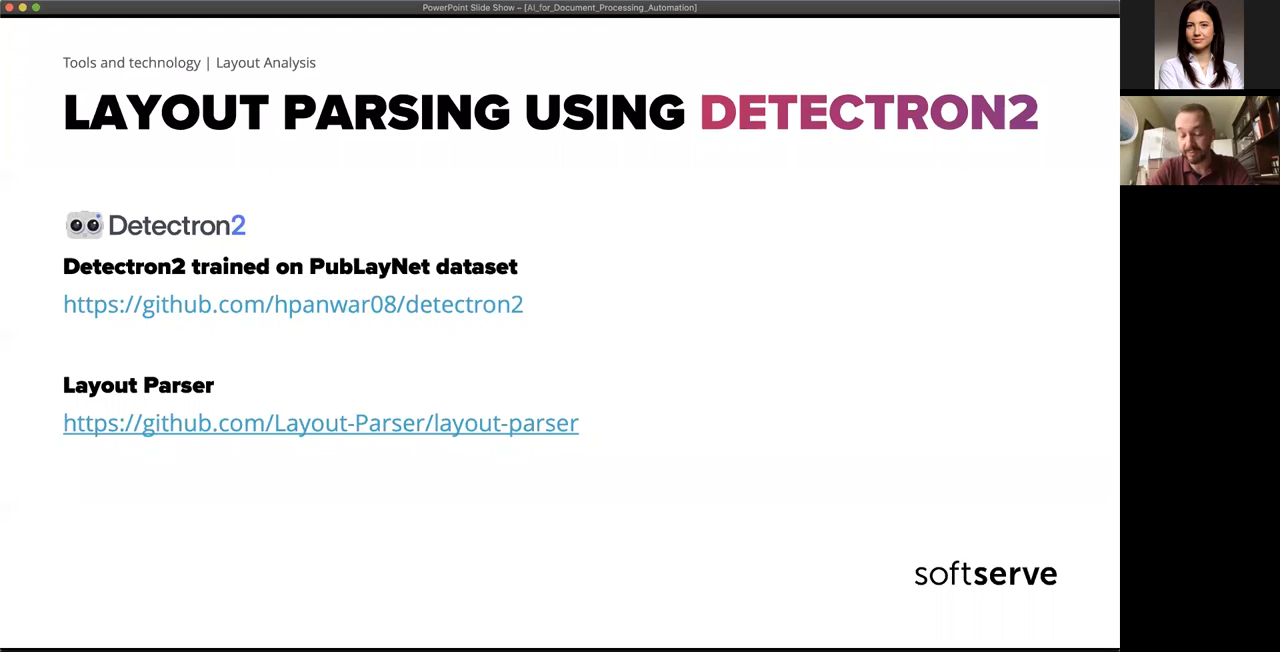 PowerPoint Slide Show – [AI_for_Document_Processing_Automation]
Tools and technology | Layout Analysis
LAYOUT PARSING USING DETECTRON2
Detectron2
Detectron2 trained on PubLayNet dataset
https://github.com/hpanwar08/detectron2
Layout Parser
https://github.com/Layout-Parser/layout-parser
softserve